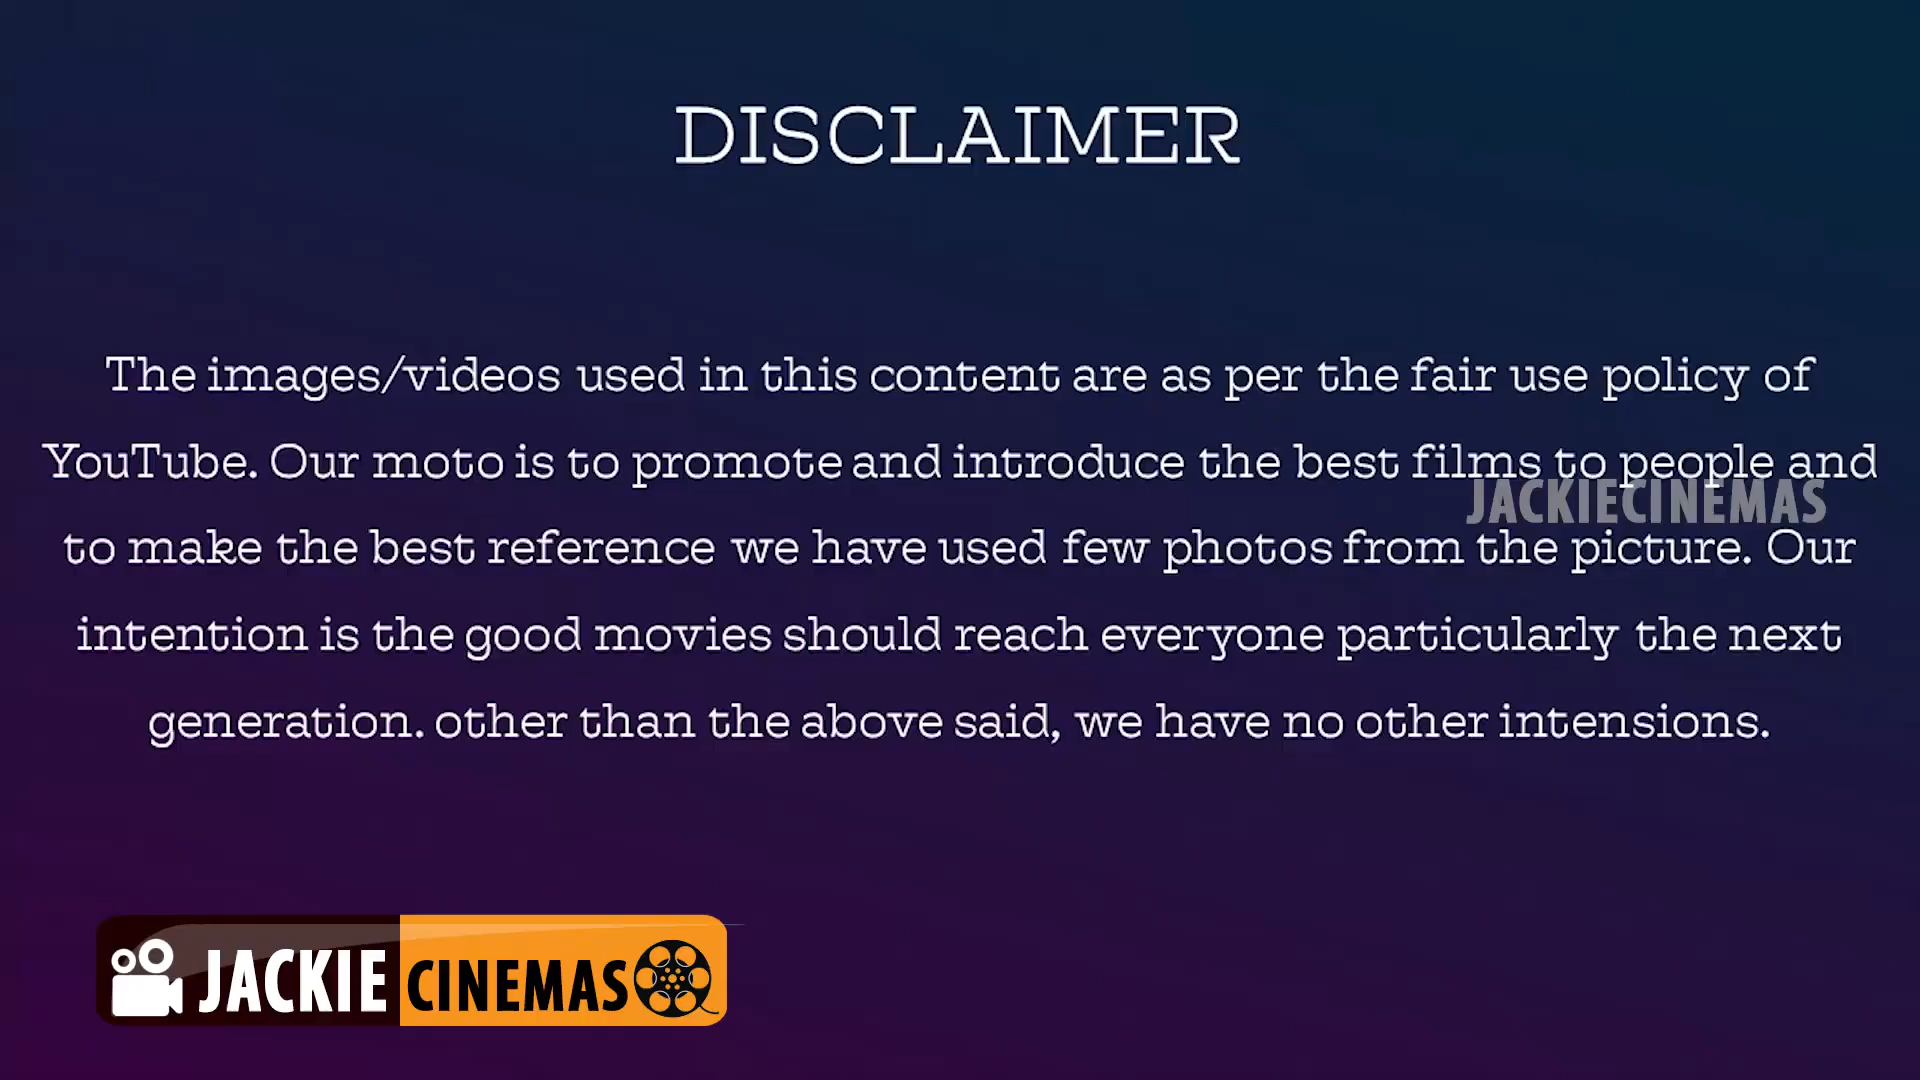 DISCLAIMER
The images/videos used in this content are as per the fair use policy of
YouTube. Our moto is to promote and introduce the best films to people and
JACKIECINEMAS
to make the best reference we have used few photos from the picture. Our
intention is the good movies should reach everyone particularly the next
generation. other than the above said, we have no other intensions.
JACKIE CINEMAS